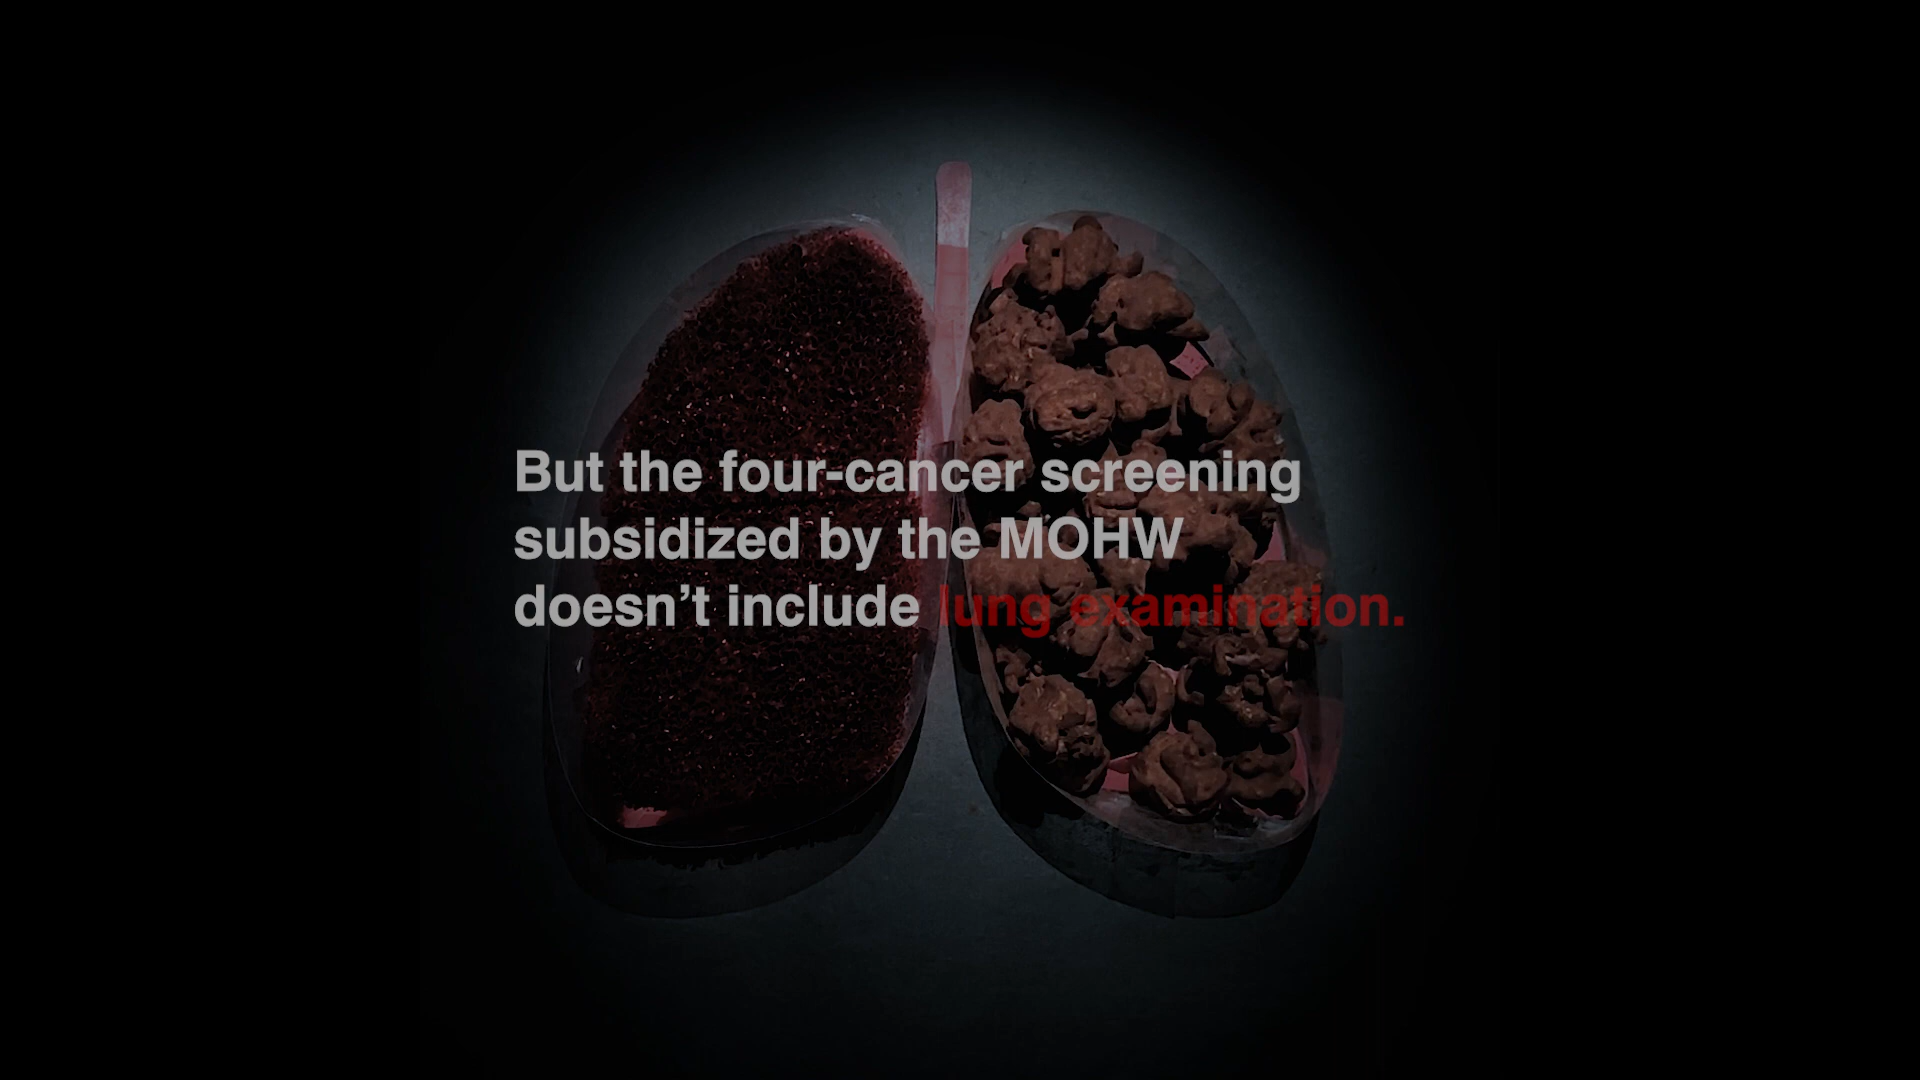 But the four-cancer screening
subsidized by the MOHW
doesn’t include lung examination.